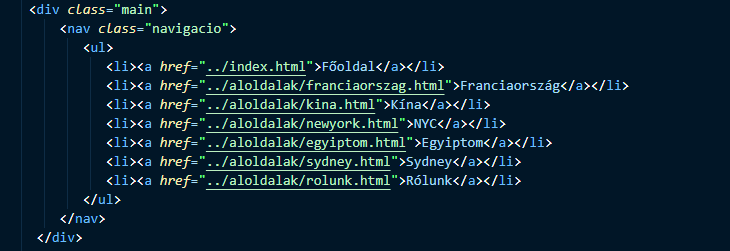 <div class="main">
<nav class="navigacio">
<ul>
<li><a href="../index.html">Főoldal</a></li>
<li><a href="../aloldalak/franciaorszag.html">Franciaország</a></li>
<li><a href="../aloldalak/kina.html">Kína</a></li>
<li><a href="../aloldalak/newyork.html">NYC</a></li>
<li><a href="../aloldalak/egyiptom.html">Egyiptom</a></li>
<li><a href="../aloldalak/sydney.html">Sydney</a></li>
<li><a href="../aloldalak/rolunk.html">Rólunk</a></li>
</ul>
</nav>
</div>